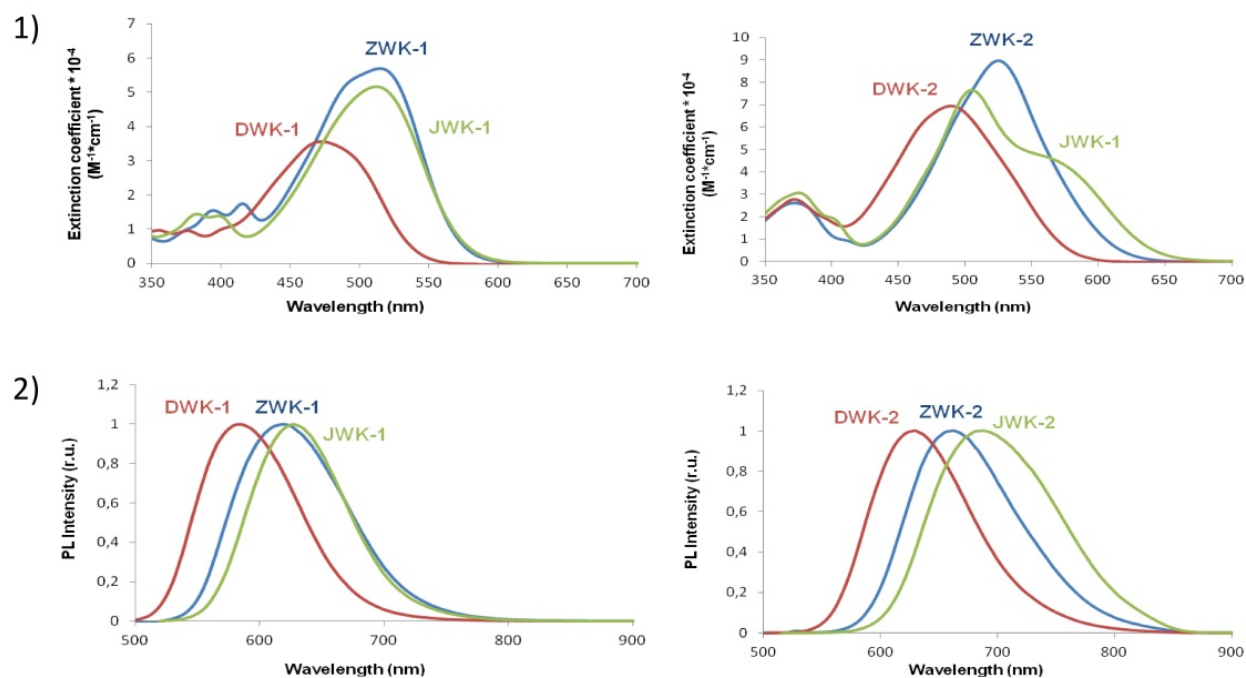 1)
Extinction coefficient * 10⁻⁴
(M⁻¹*cm⁻¹)
7
6
5
4
3
2
1
0
350
400
450
500
550
600
650
700
Wavelength (nm)
ZWK-1
DWK-1
JWK-1
Extinction coefficient * 10⁻⁴
(M⁻¹*cm⁻¹)
10
9
8
7
6
5
4
3
2
1
0
350
400
450
500
550
600
650
700
Wavelength (nm)
ZWK-2
DWK-2
JWK-1
2)
PL Intensity (r.u.)
1,2
1
0,8
0,6
0,4
0,2
0
500
600
700
800
900
Wavelength (nm)
DWK-1
ZWK-1
JWK-1
PL Intensity (r.u.)
1,2
1
0,8
0,6
0,4
0,2
0
500
600
700
800
900
Wavelength (nm)
DWK-2
ZWK-2
JWK-2